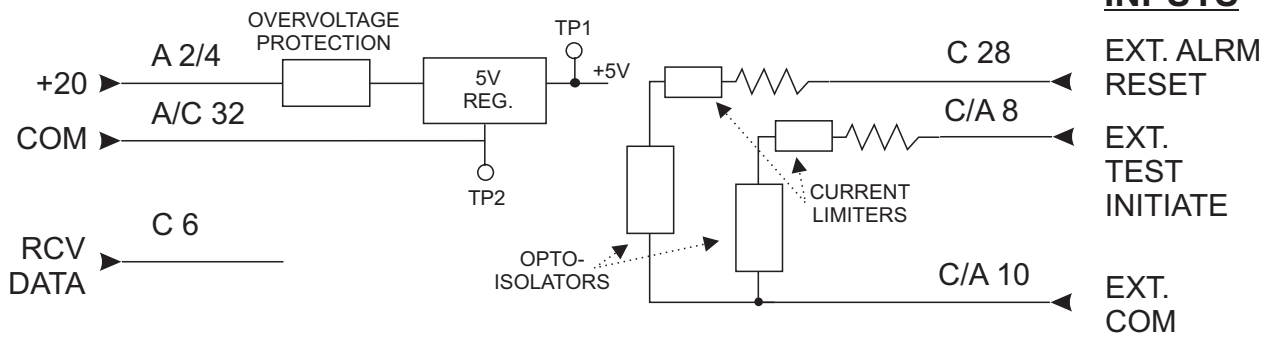 INPUTS
OVERVOLTAGE
PROTECTION
TP1
A 2/4
+20
5V
REG.
+5V
A/C 32
COM
TP2
C 6
RCV
DATA
C 28
EXT. ALRM
RESET
C/A 8
EXT.
TEST
INITIATE
CURRENT
LIMITERS
OPTO-
ISOLATORS
C/A 10
EXT.
COM